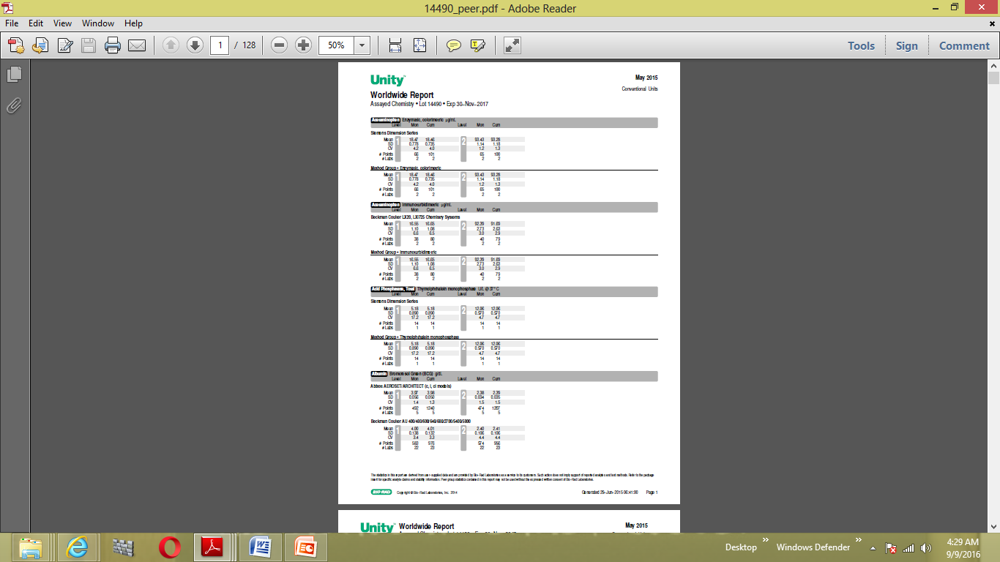 14490_peer.pdf - Adobe Reader
File Edit View Window Help
1 / 128 50% Tools Sign Comment
Unity May 2015
Conventional Units
Worldwide Report
Assayed Chemistry • Lot 14490 • Exp 30-Nov-2017
Acetaminophen Enzymatic, colorimetric µg/mL
Level Mon Cum Level Mon Cum
Siemens Dimension Series
Mean 1 18.47 18.46 2 93.43 93.28
SD 0.778 0.735 1.14 1.18
CV 4.2 4.0 1.2 1.3
# Points 66 101 65 100
# Labs 2 2 2 2
Method Group • Enzymatic, colorimetric
Mean 1 18.47 18.46 2 93.43 93.28
SD 0.778 0.735 1.14 1.18
CV 4.2 4.0 1.2 1.3
# Points 66 101 65 100
# Labs 2 2 2 2
Acetaminophen Immunoturbidimetric µg/mL
Level Mon Cum Level Mon Cum
Beckman Coulter LX20, LXi725 Chemistry Systems
Mean 1 16.55 16.65 2 92.39
SD 1.10 1.08 2.73 2.63
CV 6.6 6.5 3.0 2.9
# Points 38 80 40 79
# Labs 2 2 2 2
Method Group • Immunoturbidimetric
Mean 1 16.55 16.65 2 92.39
SD 1.10 1.08 2.73 2.63
CV 6.6 6.5 3.0 2.9
# Points 38 80 40 79
# Labs 2 2 2 2
Acid Phosphatase, Total Thymolphthalein monophosphate U/L @ 37° C
Level Mon Cum Level Mon Cum
Siemens Dimension Series
Mean 1 5.18 5.18 2 12.06 12.06
SD 0.890 0.890 0.570 0.570
CV 17.2 17.2 4.7 4.7
# Points 14 14 14 14
# Labs 1 1 1 1
Method Group • Thymolphthalein monophosphate
Mean 1 5.18 5.18 2 12.06 12.06
SD 0.890 0.890 0.570 0.570
CV 17.2 17.2 4.7 4.7
# Points 14 14 14 14
# Labs 1 1 1 1
Albumin Bromcresol Green (BCG) g/dL
Level Mon Cum Level Mon Cum
Abbott AEROSET/ARCHITECT (c, i, ci models)
Mean 1 3.97 3.98 2 2.38 2.39
SD 0.056 0.050 0.034 0.035
CV 1.4 1.3 1.5 1.5
# Points 492 1240 474 1207
# Labs 5 5 5 5
Beckman Coulter AU 400/480/600/640/680/2700/5400/5800
Mean 1 4.00 4.01 2 2.40 2.41
SD 0.138 0.132 0.106 0.106
CV 3.4 3.3 4.4 4.4
# Points 583 976 574 956
# Labs 22 23 22 23
The statistics in this report are derived from user-supplied data and are provided by Bio-Rad Laboratories as a service to its customers. Such action does not imply support of reported analytes and test methods. Refer to the package
insert for specific analyte claims and stability information. Peer group statistics contained in this report may not be used without the expressed written consent of Bio-Rad Laboratories.
BIO-RAD Copyright © Bio-Rad Laboratories, Inc. 2014 Generated 29-Jun-2015 06:41:00 Page 1
Unity Worldwide Report May 2015
Desktop Windows Defender 4:29 AM
9/9/2016